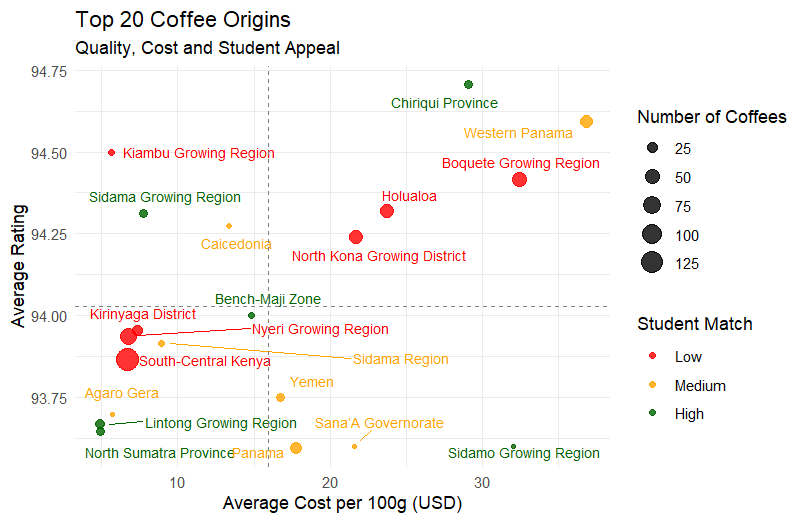 Top 20 Coffee Origins
Quality, Cost and Student Appeal
94.75
Chiriqui Province
Number of Coffees
Western Panama
25
94.50
Kiambu Growing Region
Boquete Growing Region
50
Sidama Growing Region
Holualoa
75
94.25
Caicedonia
100
North Kona Growing District
125
Average Rating
Bench-Maji Zone
94.00
Kirinyaga District
Nyeri Growing Region
Student Match
South-Central Kenya
Sidama Region
Low
Yemen
Medium
Agaro Gera
93.75
High
Lintong Growing Region
Sana'A Governorate
North Sumatra Province
Panama
Sidamo Growing Region
10
20
30
Average Cost per 100g (USD)